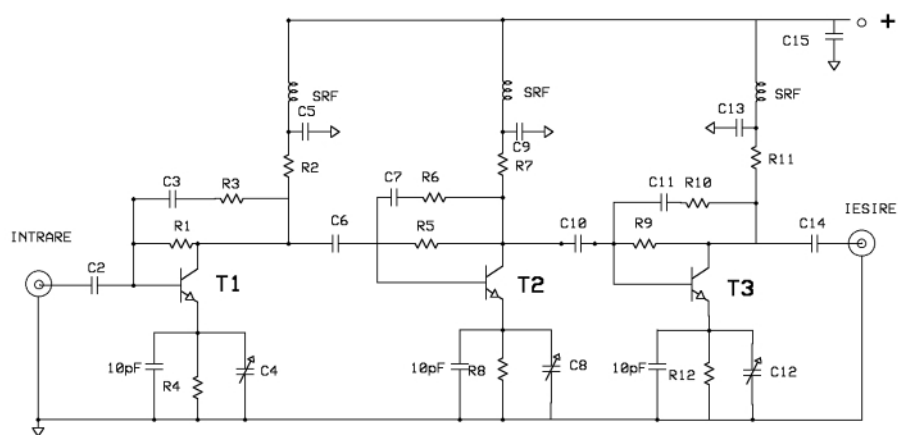 +
C15
SRF
SRF
SRF
C5
C9
C13
R2
R7
R11
C3
R3
C7
R6
C11
R10
INTRARE
R1
C6
R5
C10
R9
C14
IESIRE
C2
T1
T2
T3
10pF
R4
C4
10pF
R8
C8
10pF
R12
C12